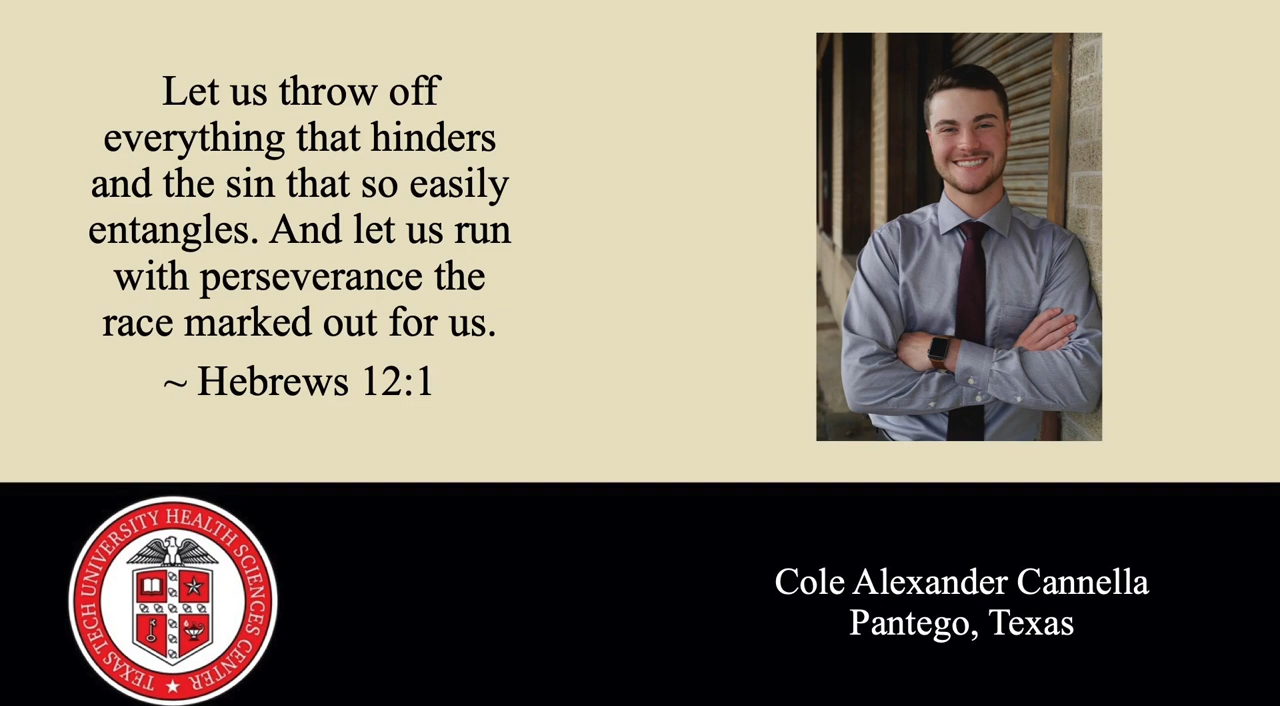 Let us throw off
everything that hinders
and the sin that so easily
entangles. And let us run
with perseverance the
race marked out for us.
~ Hebrews 12:1
TEXAS TECH UNIVERSITY HEALTH SCIENCES CENTER
Cole Alexander Cannella
Pantego, Texas